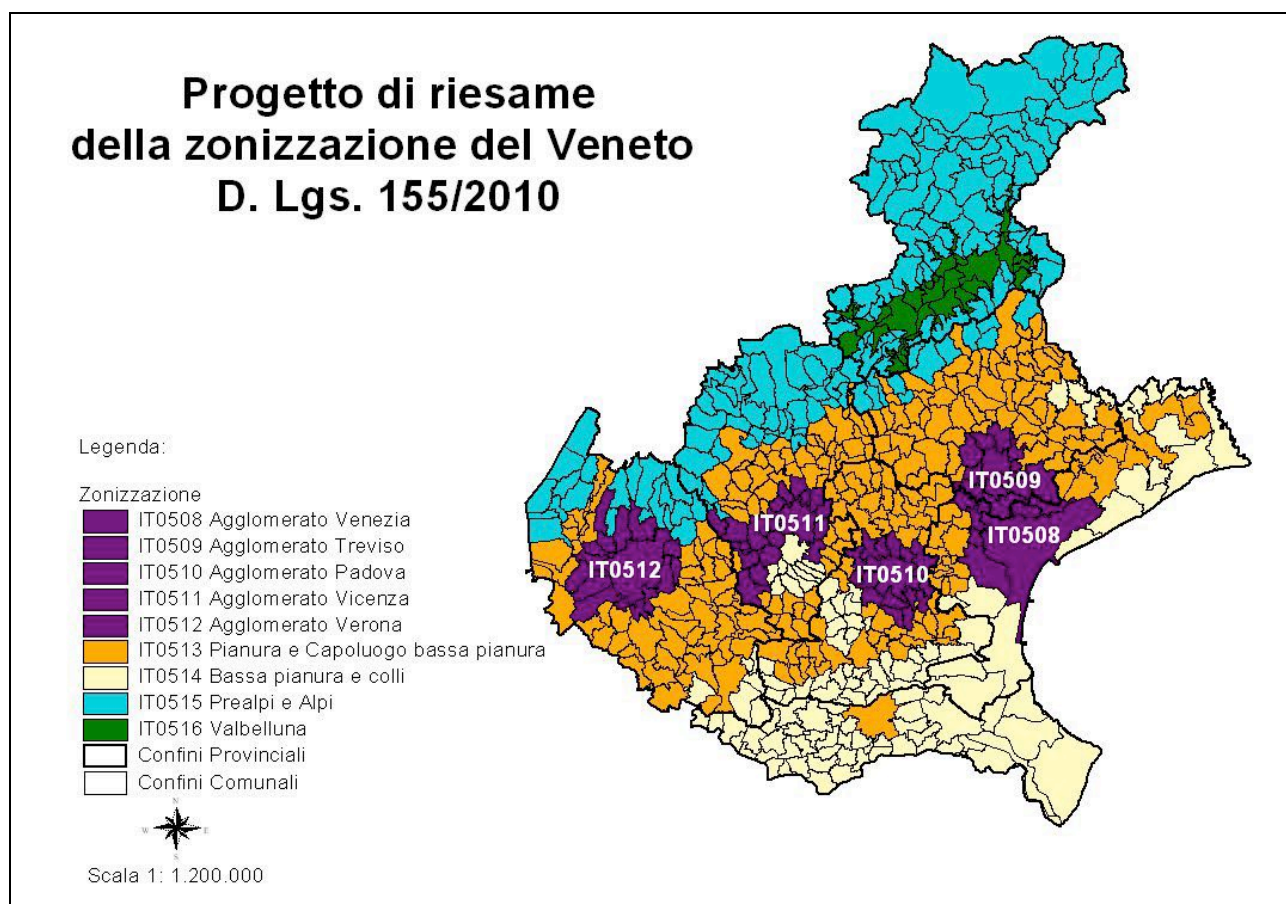 Progetto di riesame
della zonizzazione del Veneto
D. Lgs. 155/2010
Legenda:
Zonizzazione
IT0508 Agglomerato Venezia
IT0509 Agglomerato Treviso
IT0510 Agglomerato Padova
IT0511 Agglomerato Vicenza
IT0512 Agglomerato Verona
IT0513 Pianura e Capoluogo bassa pianura
IT0514 Bassa pianura e colli
IT0515 Prealpi e Alpi
IT0516 Valbelluna
Confini Provinciali
Confini Comunali
N
W E
S
Scala 1: 1.200.000
IT0509
IT0511
IT0508
IT0512
IT0510